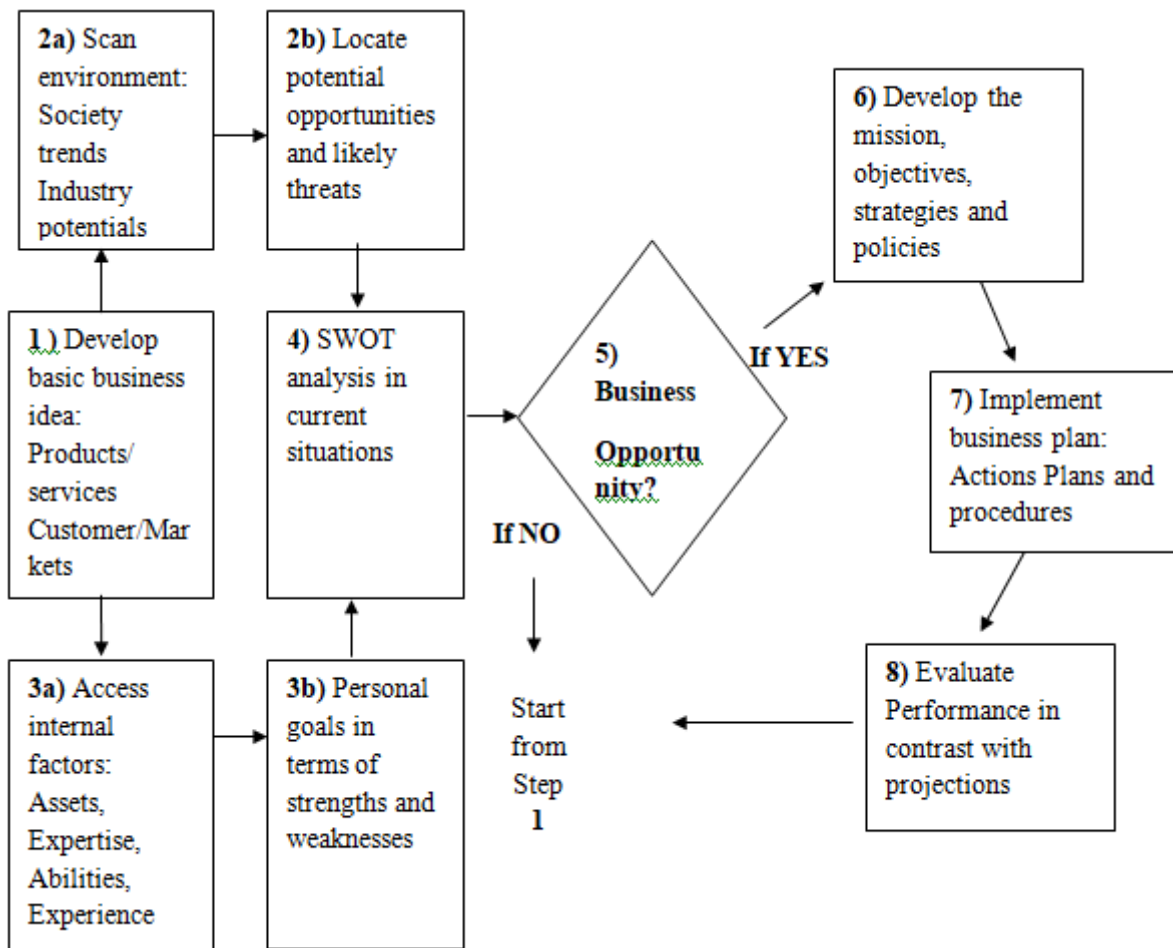 2a) Scan
environment:
Society
trends
Industry
potentials
2b) Locate
potential
opportunities
and likely
threats
1 ) Develop
basic business
idea:
Products/
services
Customer/Mar
kets
4) SWOT
analysis in
current
situations
3a) Access
internal
factors:
Assets,
Expertise,
Abilities,
Experience
3b) Personal
goals in
terms of
strengths and
weaknesses
5)
Business
Opportu
nity?
If YES
If NO
Start
from
Step
1
6) Develop the
mission,
objectives,
strategies and
policies
7) Implement
business plan:
Actions Plans and
procedures
8) Evaluate
Performance in
contrast with
projections